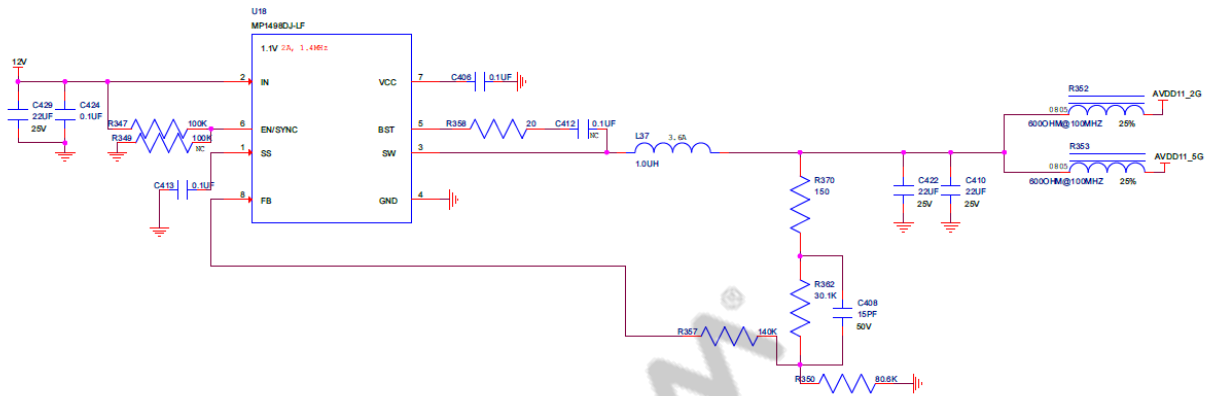 U18
MP1498DJ-LF
1.1V 2A, 1.4MHz
12V
2 IN
VCC 7
C406 0.1UF
C429
22UF
25V
C424
0.1UF
R347 100K
R349 100K
NC
6 EN/SYNC
BST 5
R358 20
C412 0.1UF
NC
1 SS
SW 3
L37 3.6A
1.0UH
C413 0.1UF
8 FB
GND 4
R352
0805
600OHM@100MHZ 25%
AVDD11_2G
R353
0805
600OHM@100MHZ 25%
AVDD11_5G
R370
150
C422
22UF
25V
C410
22UF
25V
R362
30.1K
C408
15PF
50V
R357 140K
R350 80.6K